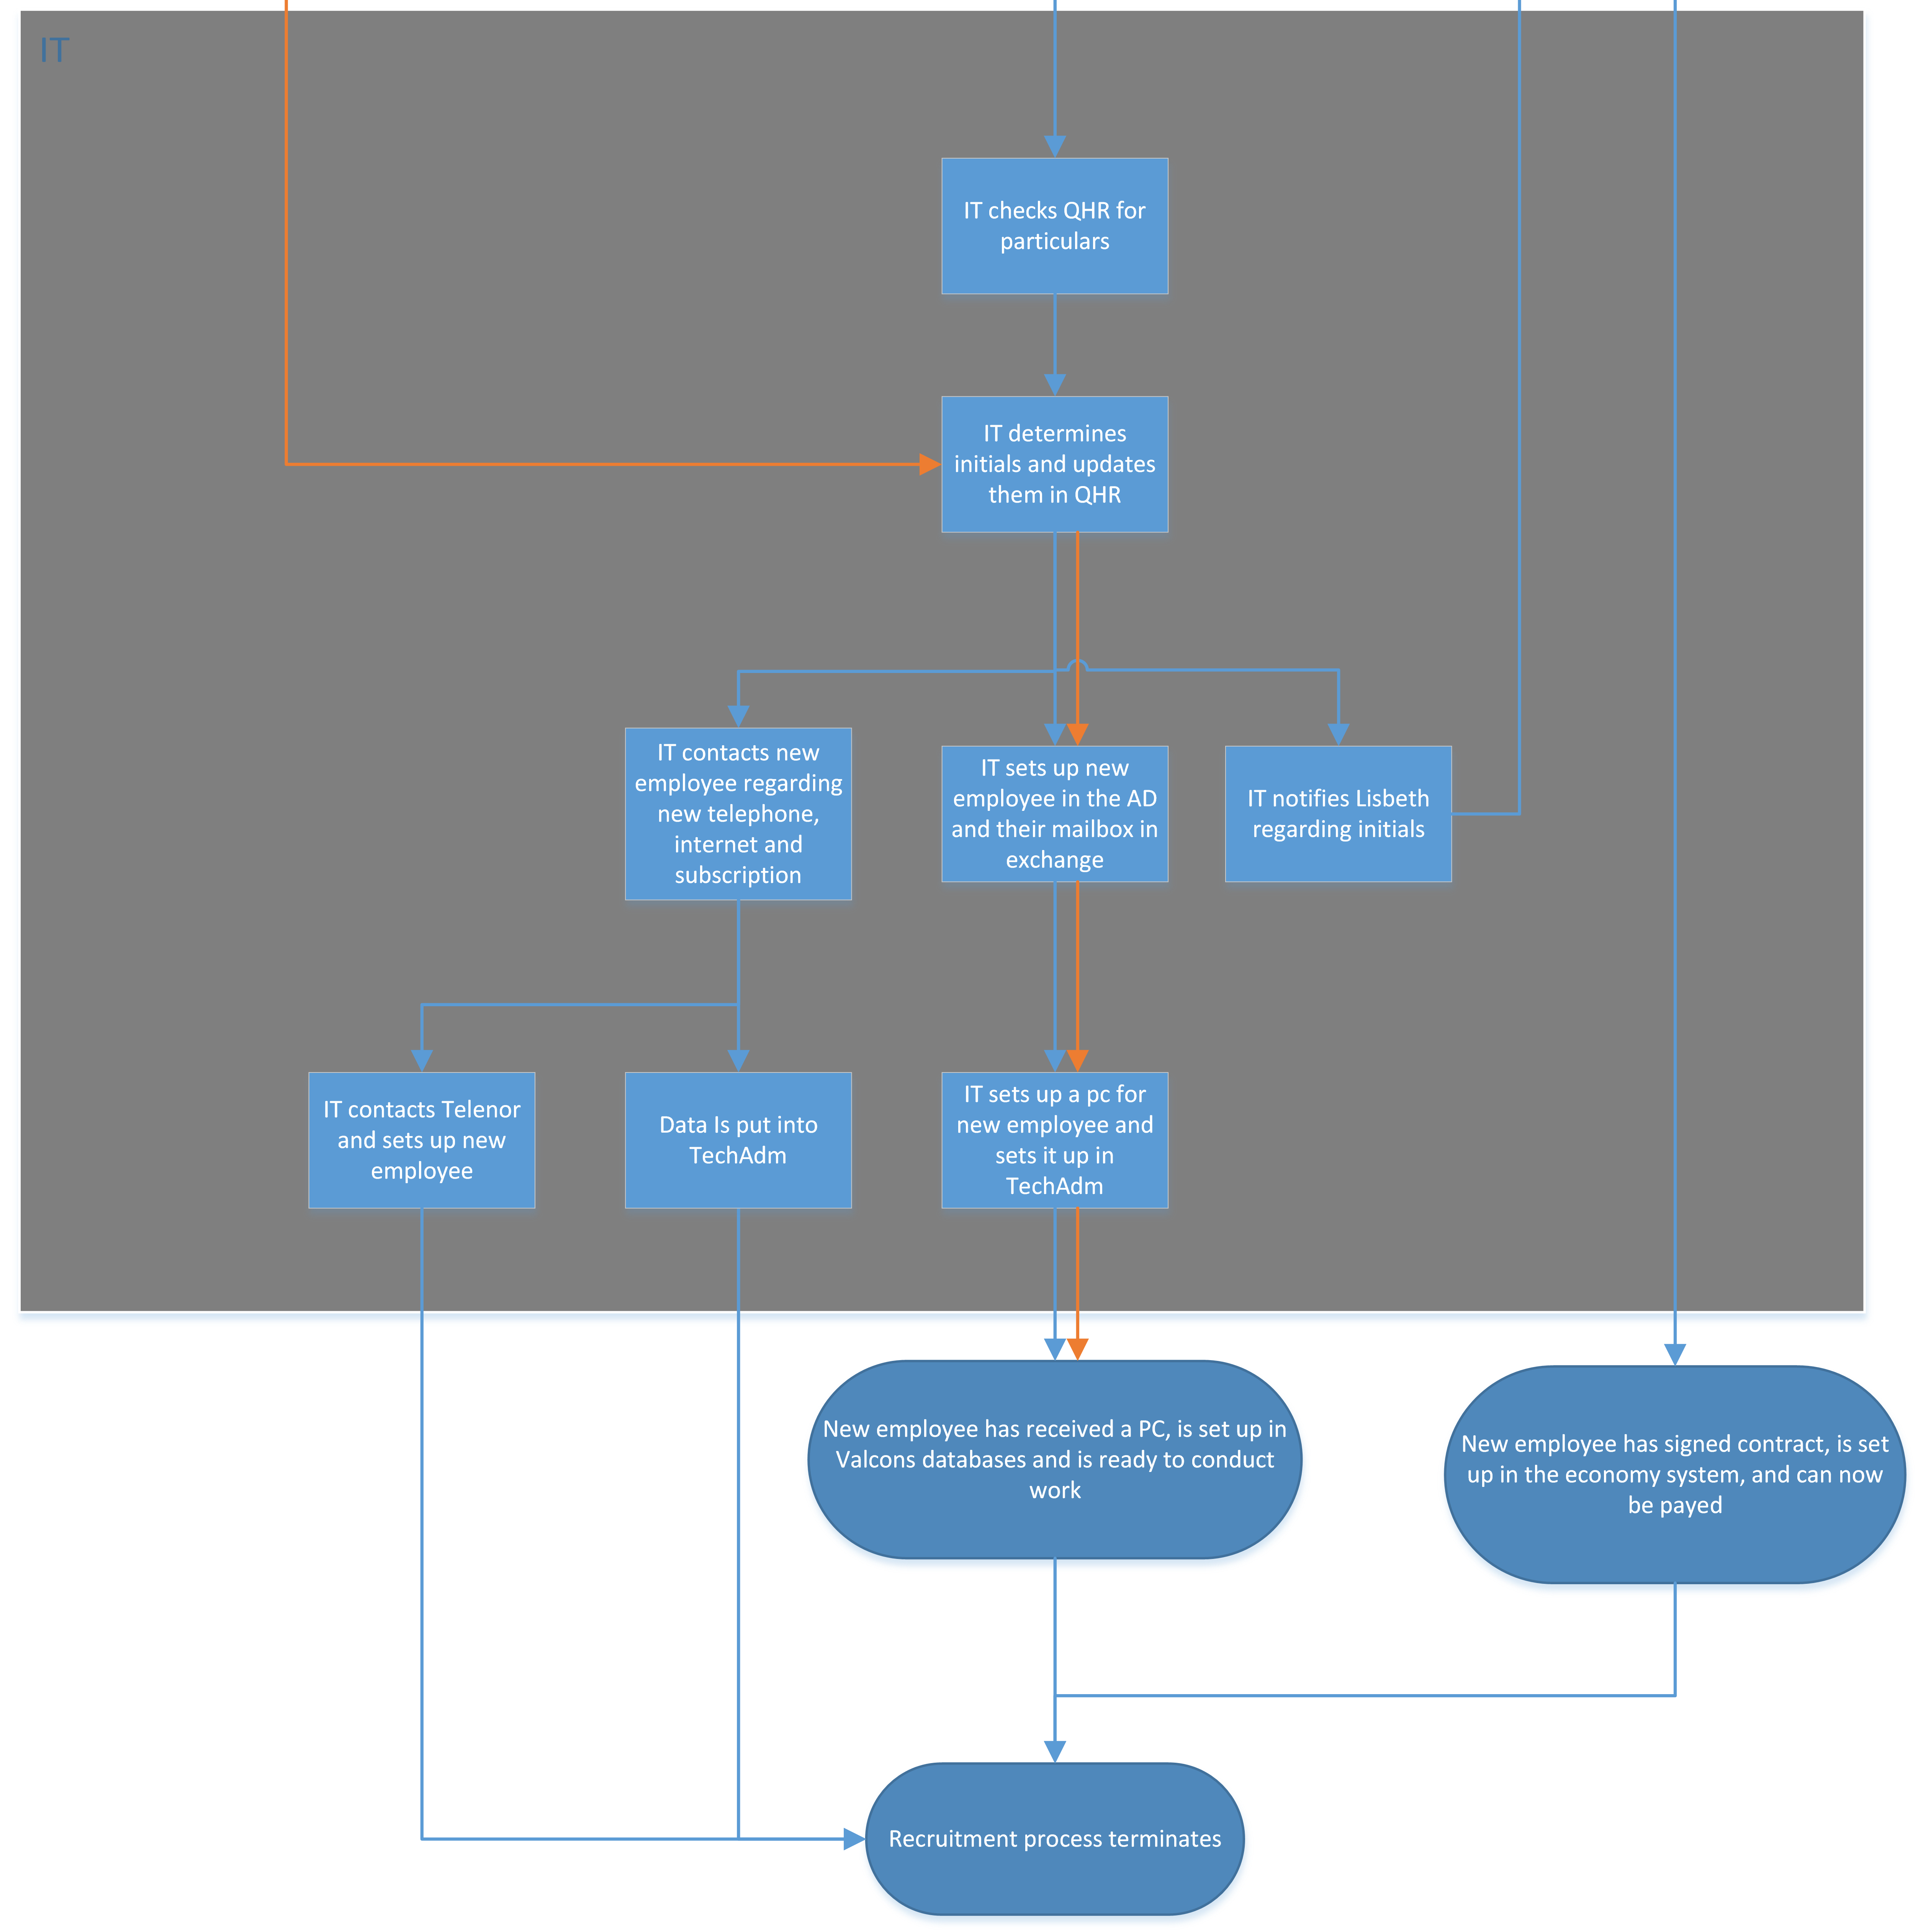 IT
IT checks QHR for
particulars
IT determines
initials and updates
them in QHR
IT contacts new
employee regarding
new telephone,
internet and
subscription
IT sets up new
employee in the AD
and their mailbox in
exchange
IT notifies Lisbeth
regarding initials
IT contacts Telenor
and sets up new
employee
Data Is put into
TechAdm
IT sets up a pc for
new employee and
sets it up in
TechAdm
New employee has received a PC, is set up in
Valcons databases and is ready to conduct
work
New employee has signed contract, is set
up in the economy system, and can now
be payed
Recruitment process terminates